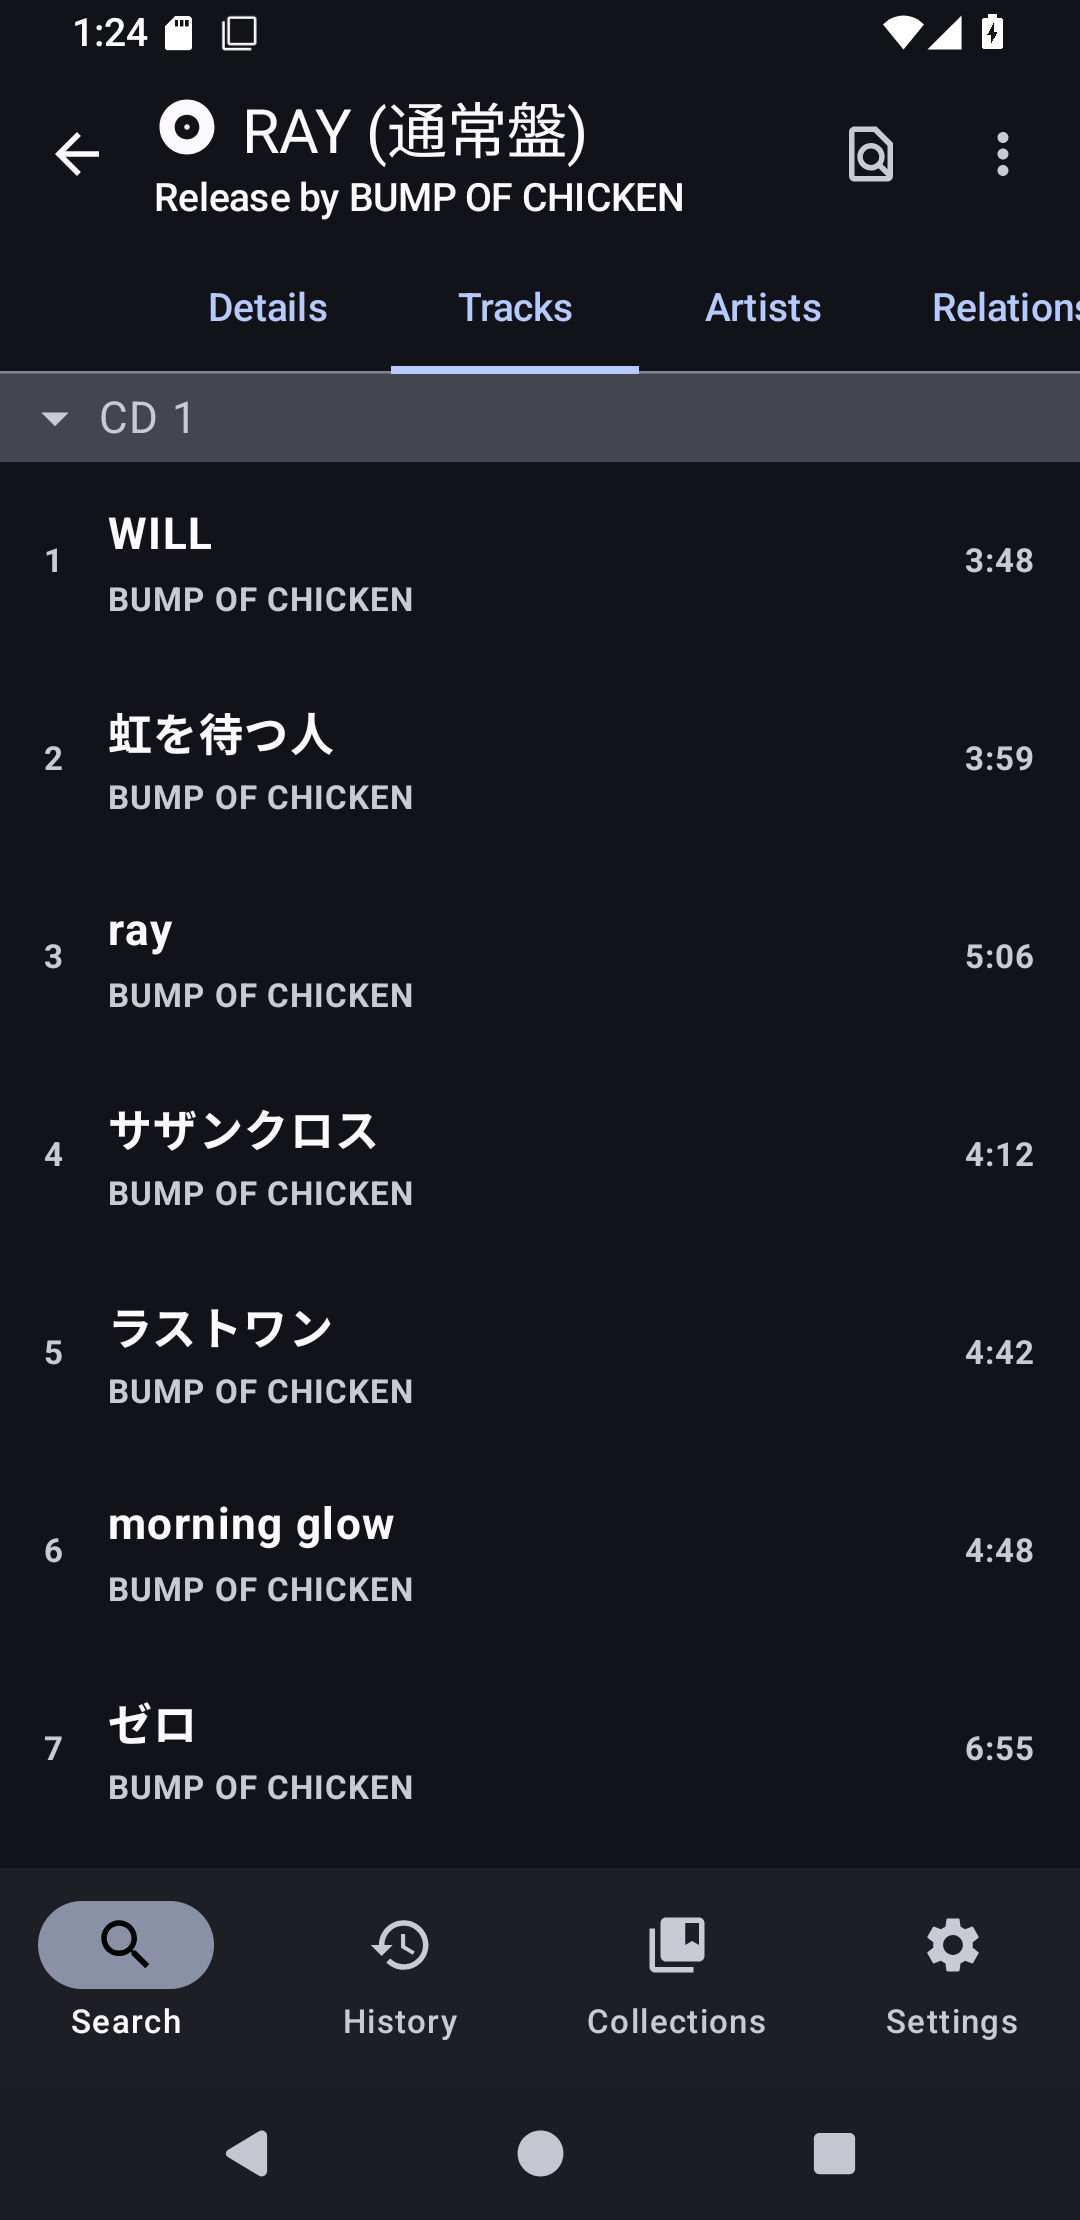 1:24
RAY (通常盤)
Release by BUMP OF CHICKEN
Details
Tracks
Artists
Relations
CD 1
1
WILL
BUMP OF CHICKEN
3:48
2
虹を待つ人
BUMP OF CHICKEN
3:59
3
ray
BUMP OF CHICKEN
5:06
4
サザンクロス
BUMP OF CHICKEN
4:12
5
ラストワン
BUMP OF CHICKEN
4:42
6
morning glow
BUMP OF CHICKEN
4:48
7
ゼロ
BUMP OF CHICKEN
6:55
Search
History
Collections
Settings